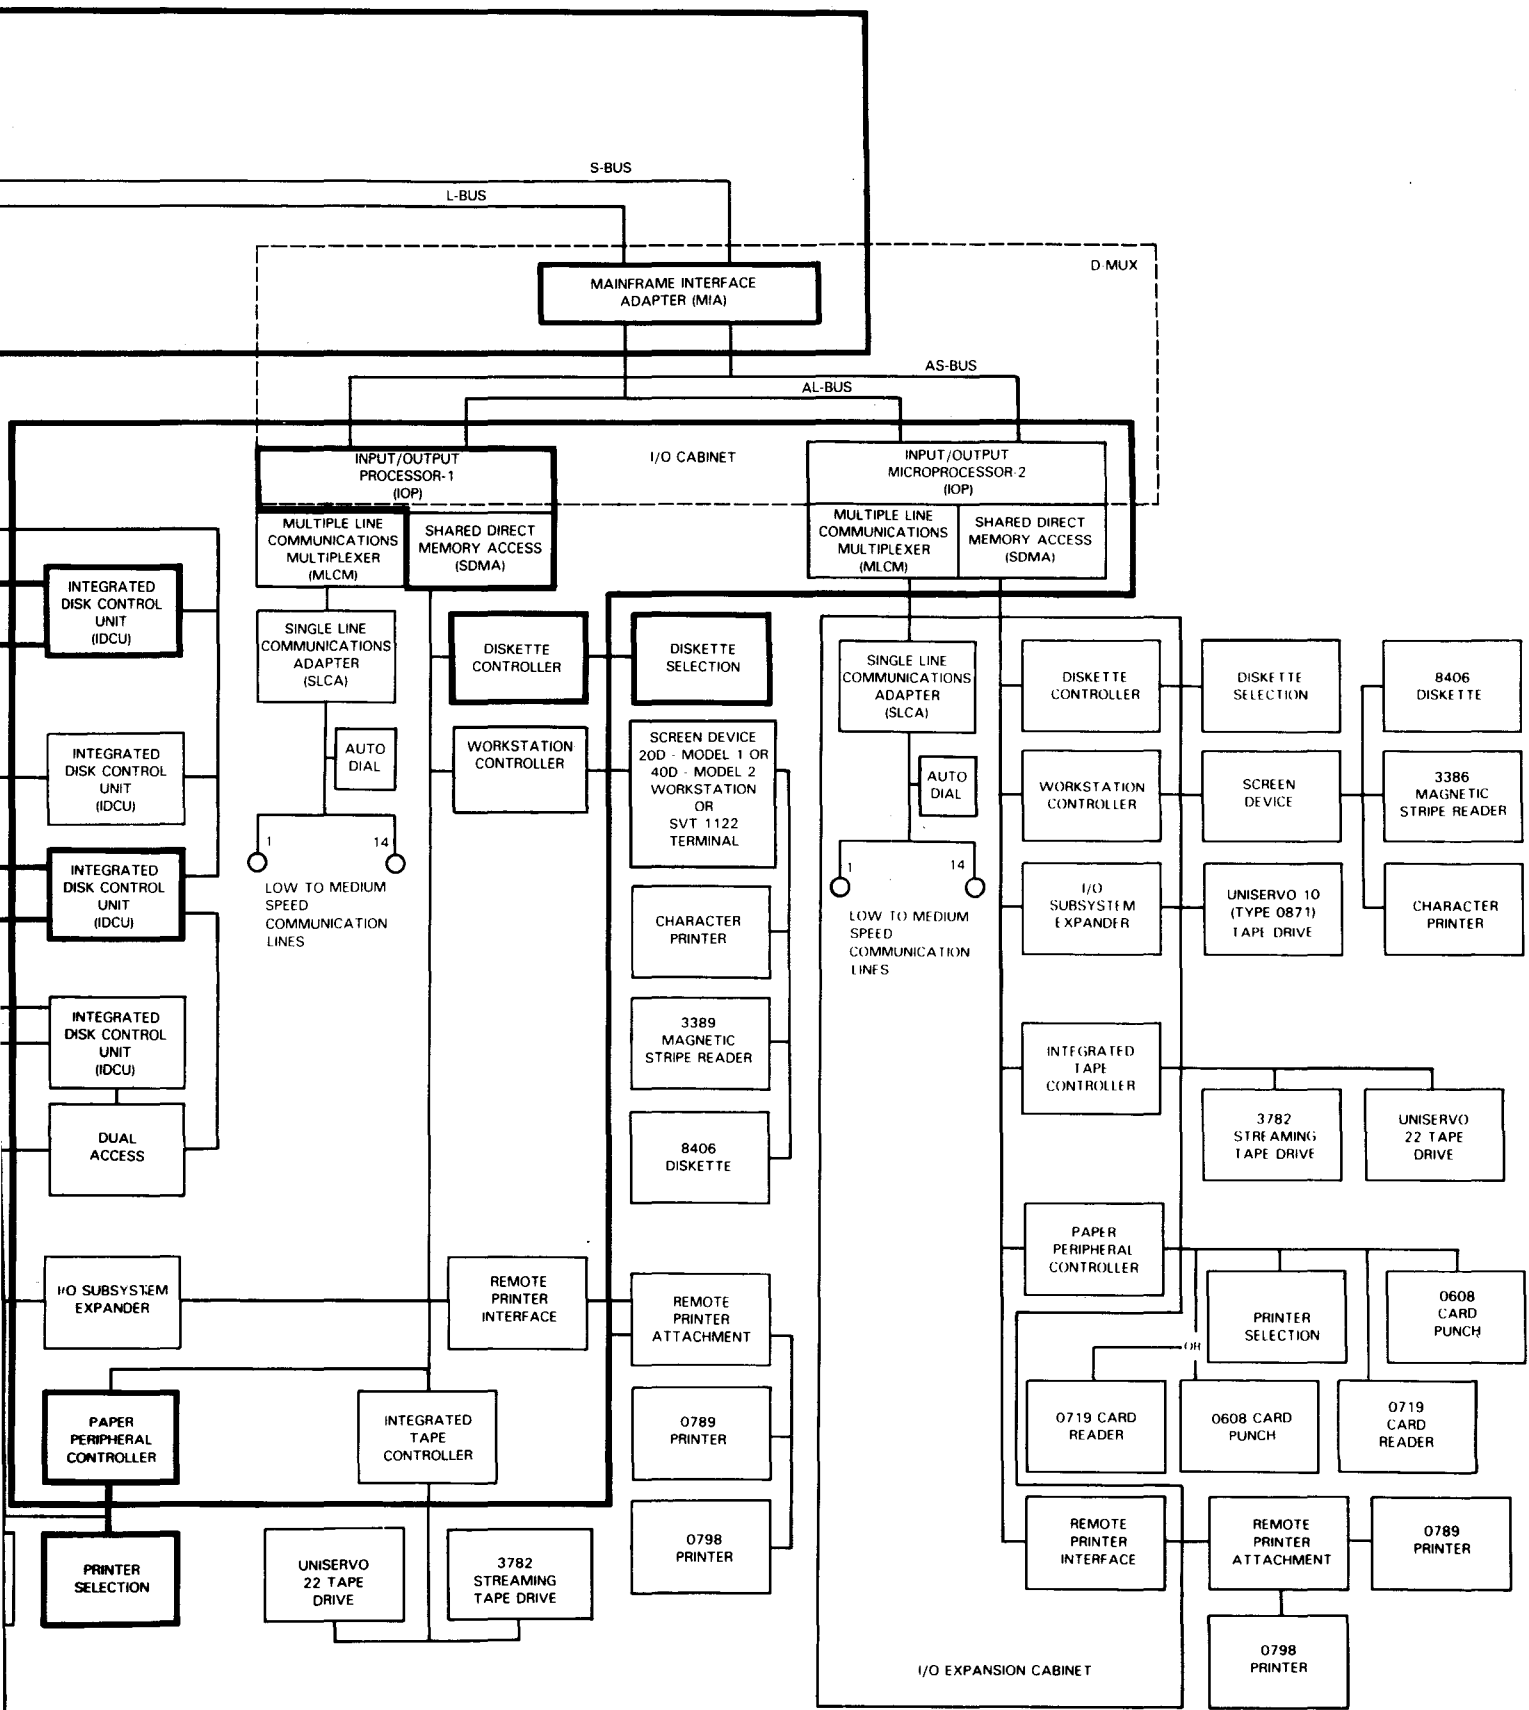 S-BUS
L-BUS
D-MUX
MAINFRAME INTERFACE
ADAPTER (MIA)
AS-BUS
AL-BUS
I/O CABINET
INPUT/OUTPUT
PROCESSOR-1
(IOP)
INPUT/OUTPUT
MICROPROCESSOR-2
(IOP)
MULTIPLE LINE
COMMUNICATIONS
MULTIPLEXER
(MLCM)
SHARED DIRECT
MEMORY ACCESS
(SDMA)
MULTIPLE LINE
COMMUNICATIONS
MULTIPLEXER
(MLCM)
SHARED DIRECT
MEMORY ACCESS
(SDMA)
INTEGRATED
DISK CONTROL
UNIT
(IDCU)
SINGLE LINE
COMMUNICATIONS
ADAPTER
(SLCA)
DISKETTE
CONTROLLER
DISKETTE
SELECTION
SINGLE LINE
COMMUNICATIONS
ADAPTER
(SLCA)
DISKETTE
CONTROLLER
DISKETTE
SELECTION
8406
DISKETTE
INTEGRATED
DISK CONTROL
UNIT
(IDCU)
AUTO
DIAL
WORKSTATION
CONTROLLER
SCREEN DEVICE
20D - MODEL 1 OR
40D - MODEL 2
WORKSTATION
OR
SVT 1122
TERMINAL
AUTO
DIAL
WORKSTATION
CONTROLLER
SCREEN
DEVICE
3386
MAGNETIC
STRIPE READER
1
14
LOW TO MEDIUM
SPEED
COMMUNICATION
LINES
INTEGRATED
DISK CONTROL
UNIT
(IDCU)
CHARACTER
PRINTER
1
14
LOW TO MEDIUM
SPEED
COMMUNICATION
LINES
I/O
SUBSYSTEM
EXPANDER
UNISERVO 10
(TYPE 0871)
TAPE DRIVE
CHARACTER
PRINTER
INTEGRATED
DISK CONTROL
UNIT
(IDCU)
3389
MAGNETIC
STRIPE READER
INTEGRATED
TAPE
CONTROLLER
DUAL
ACCESS
8406
DISKETTE
3782
STREAMING
TAPE DRIVE
UNISERVO
22 TAPE
DRIVE
PAPER
PERIPHERAL
CONTROLLER
I/O SUBSYSTEM
EXPANDER
REMOTE
PRINTER
INTERFACE
REMOTE
PRINTER
ATTACHMENT
PRINTER
SELECTION
0608
CARD
PUNCH
OR
PAPER
PERIPHERAL
CONTROLLER
INTEGRATED
TAPE
CONTROLLER
0789
PRINTER
0719 CARD
READER
0608 CARD
PUNCH
0719
CARD
READER
PRINTER
SELECTION
UNISERVO
22 TAPE
DRIVE
3782
STREAMING
TAPE DRIVE
0798
PRINTER
REMOTE
PRINTER
INTERFACE
REMOTE
PRINTER
ATTACHMENT
0789
PRINTER
0798
PRINTER
I/O EXPANSION CABINET